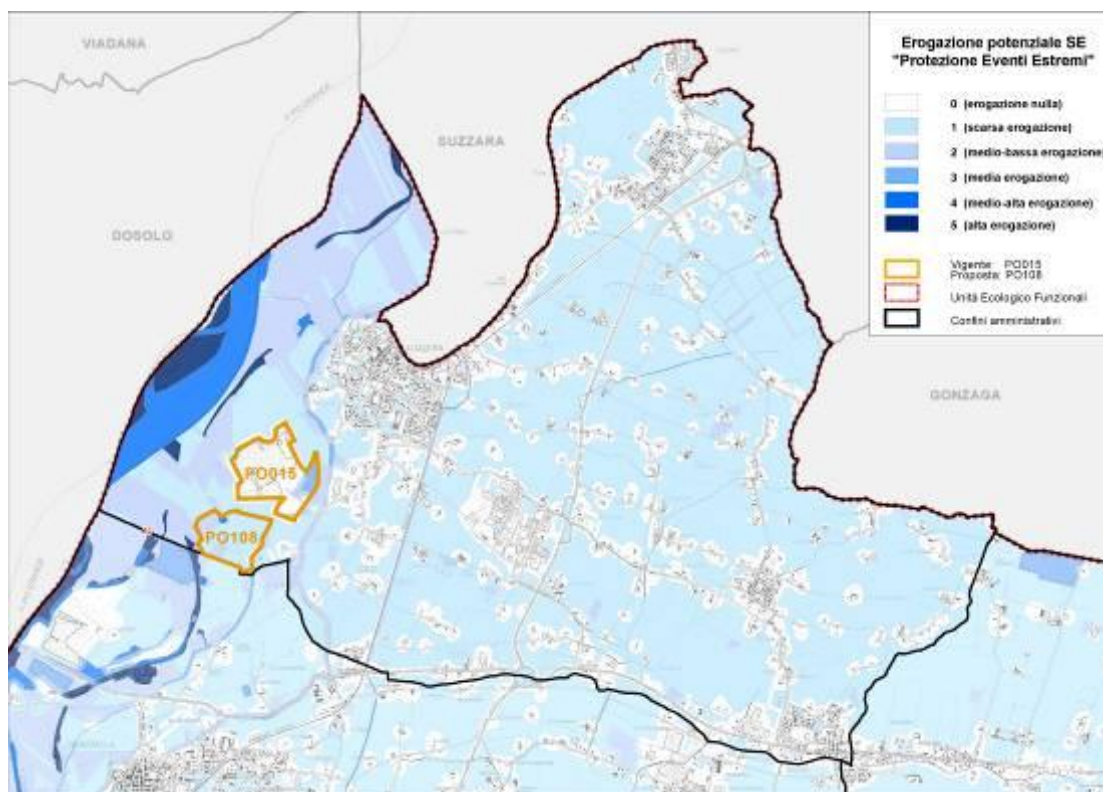 VIADANA
SUZZARA
DOSOLO
GONZAGA
PO015
PO108
Erogazione potenziale SE
"Protezione Eventi Estremi"
0 (erogazione nulla)
1 (scarsa erogazione)
2 (medio-bassa erogazione)
3 (media erogazione)
4 (medio-alta erogazione)
5 (alta erogazione)
Vigente: PO015
Proposta: PO108
Unità Ecologico Funzionali
Confini amministrativi